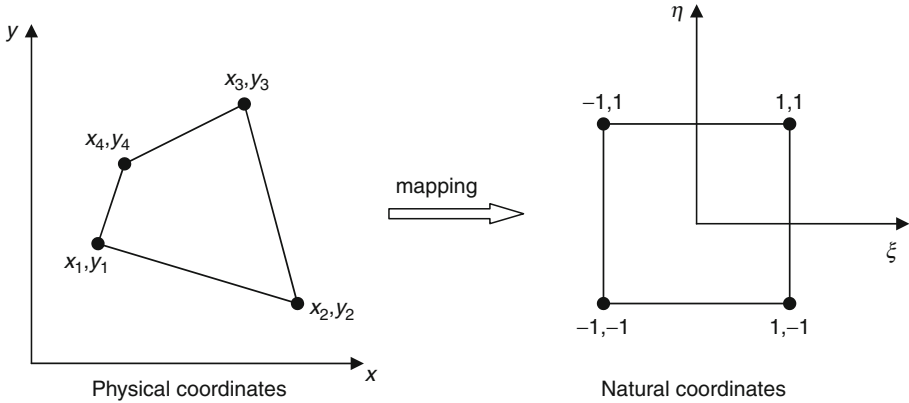 y
x₃,y₃
x₄,y₄
x₁,y₁
x₂,y₂
x
Physical coordinates
mapping
η
−1,1
1,1
ξ
−1,−1
1,−1
Natural coordinates